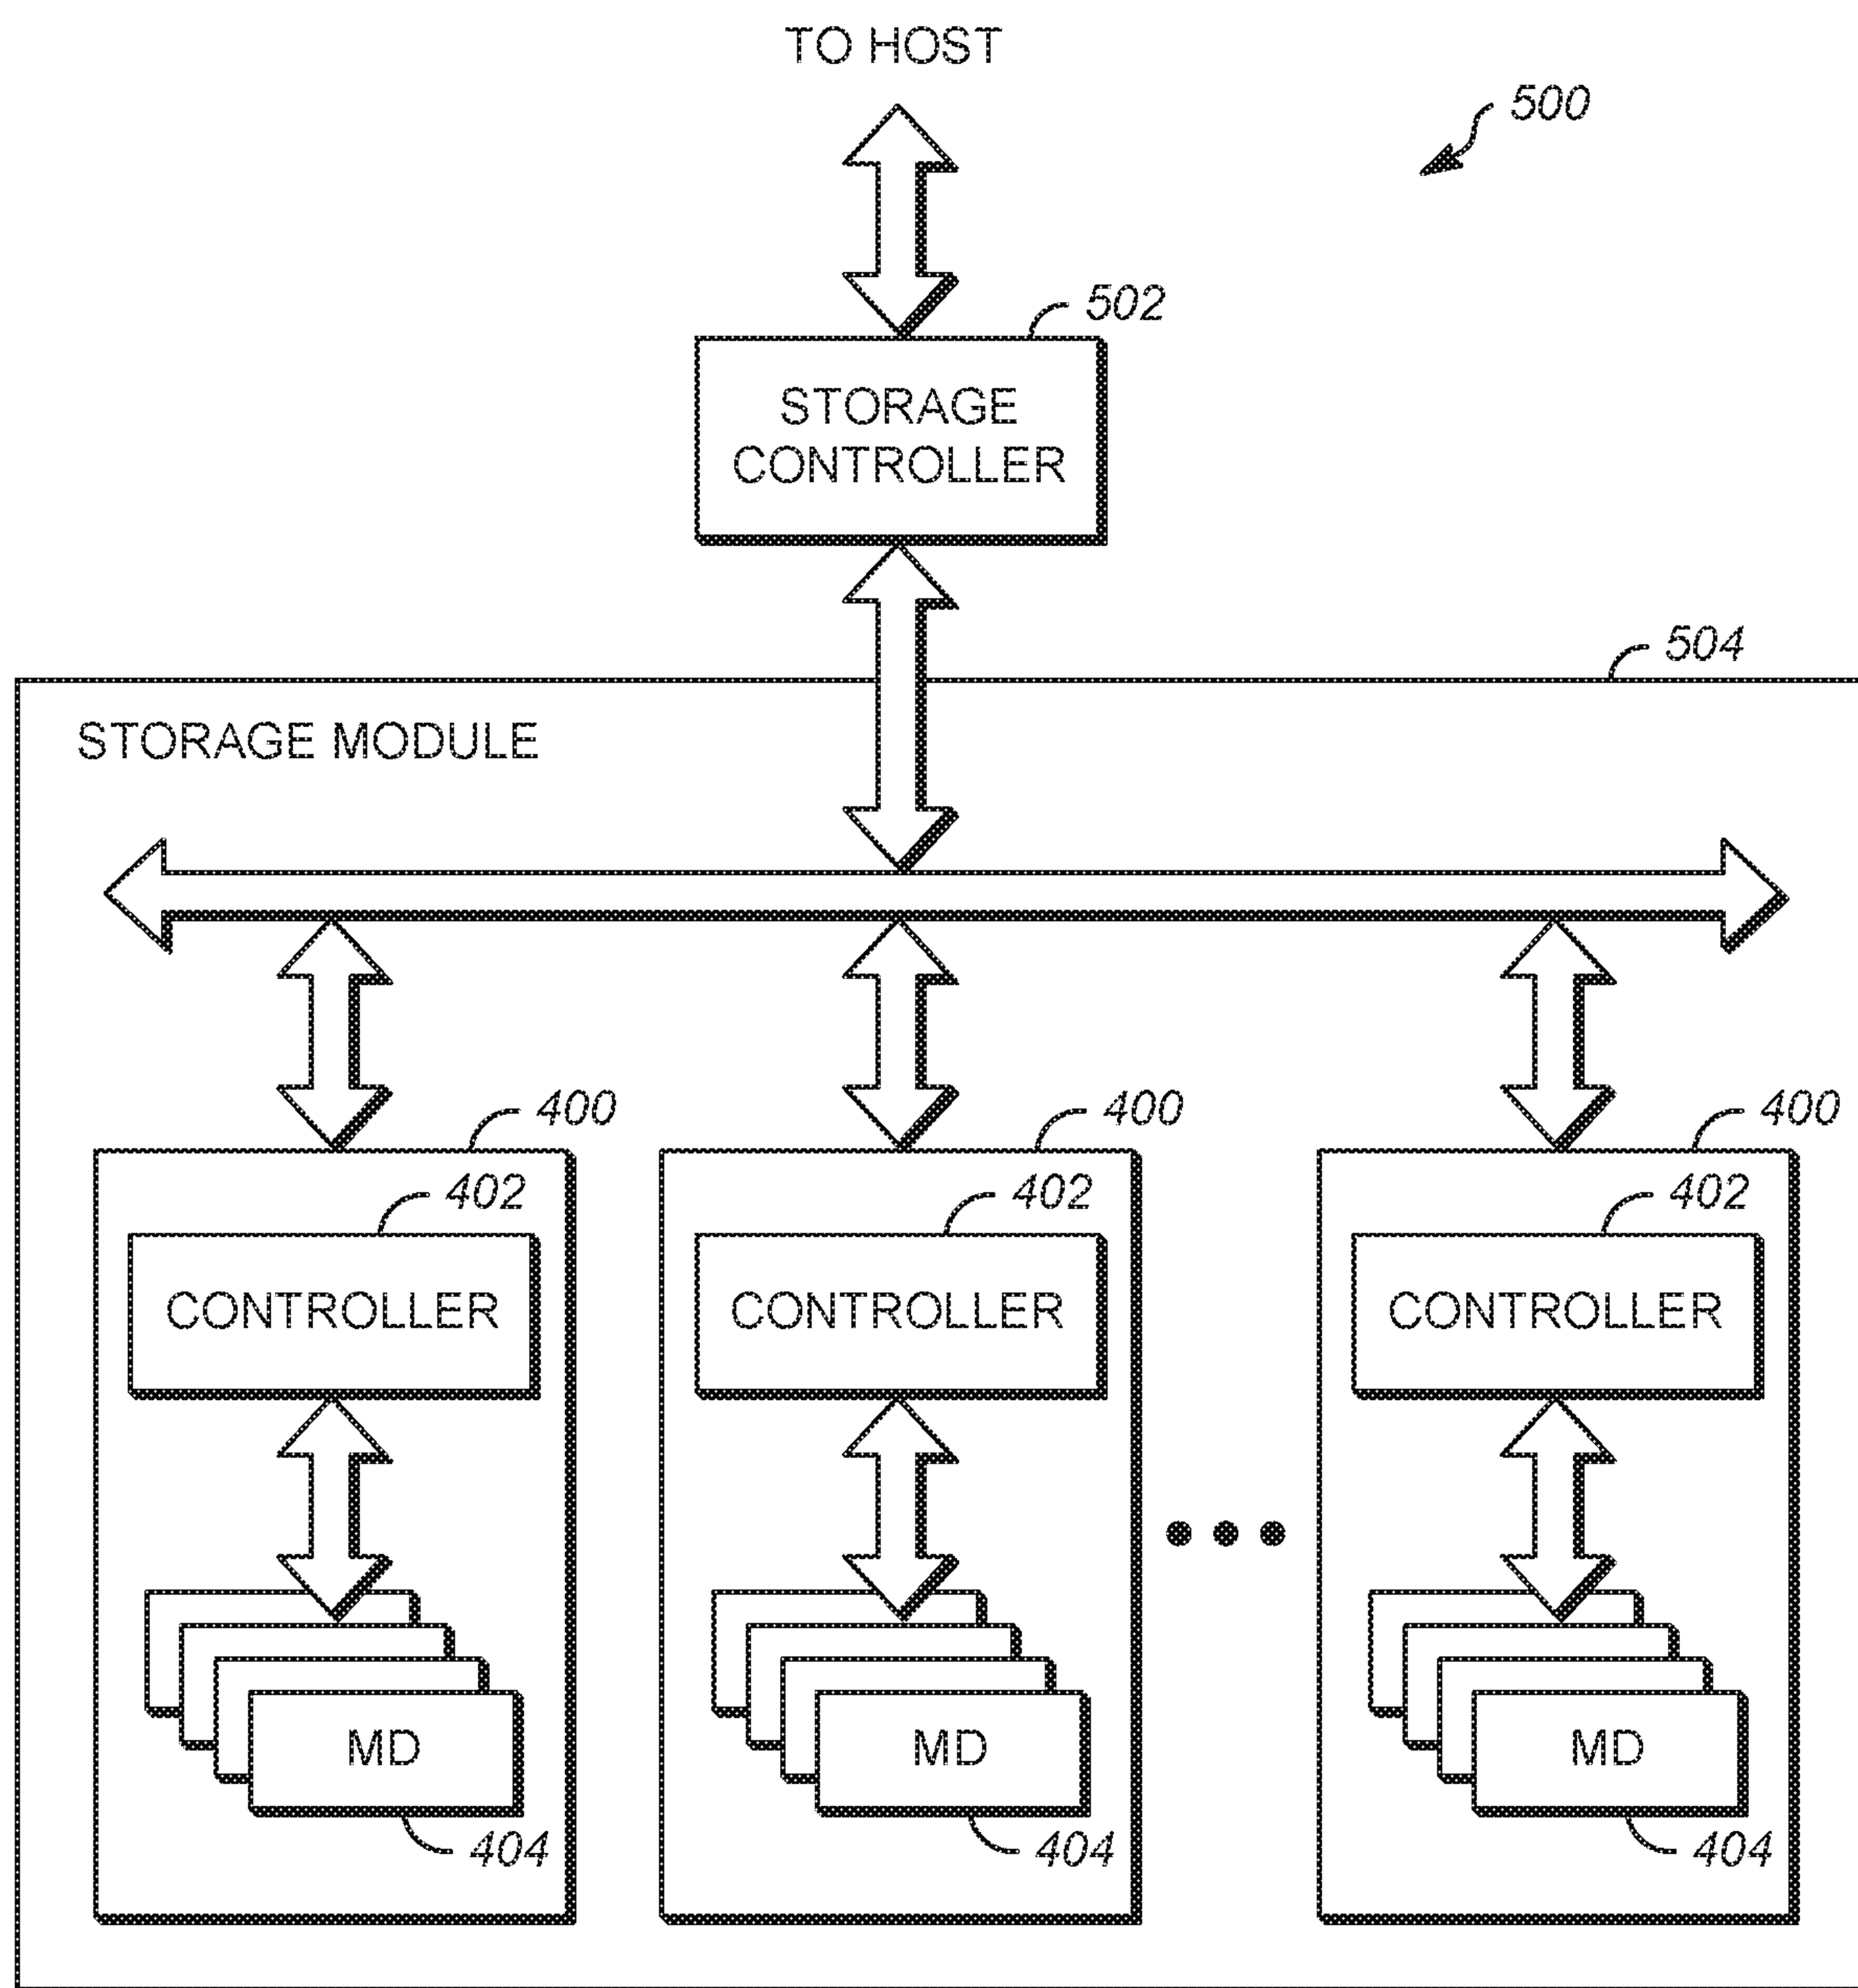 TO HOST
500
502
STORAGE
CONTROLLER
504
STORAGE MODULE
400
400
400
402
402
402
CONTROLLER
CONTROLLER
CONTROLLER
MD
MD
MD
404
404
404